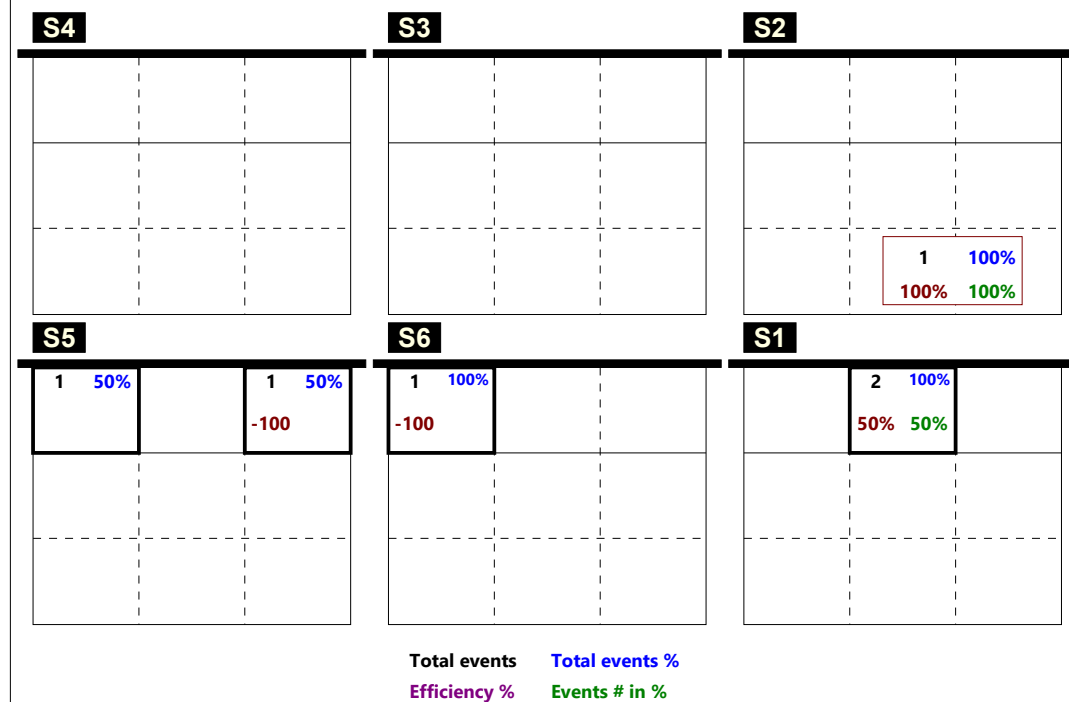 S4 S3 S2
1 100%
100% 100%
S5 S6 S1
1 50% 1 50% 1 100% 2 100%
-100 -100 50% 50%
Total events Total events %
Efficiency % Events # in %